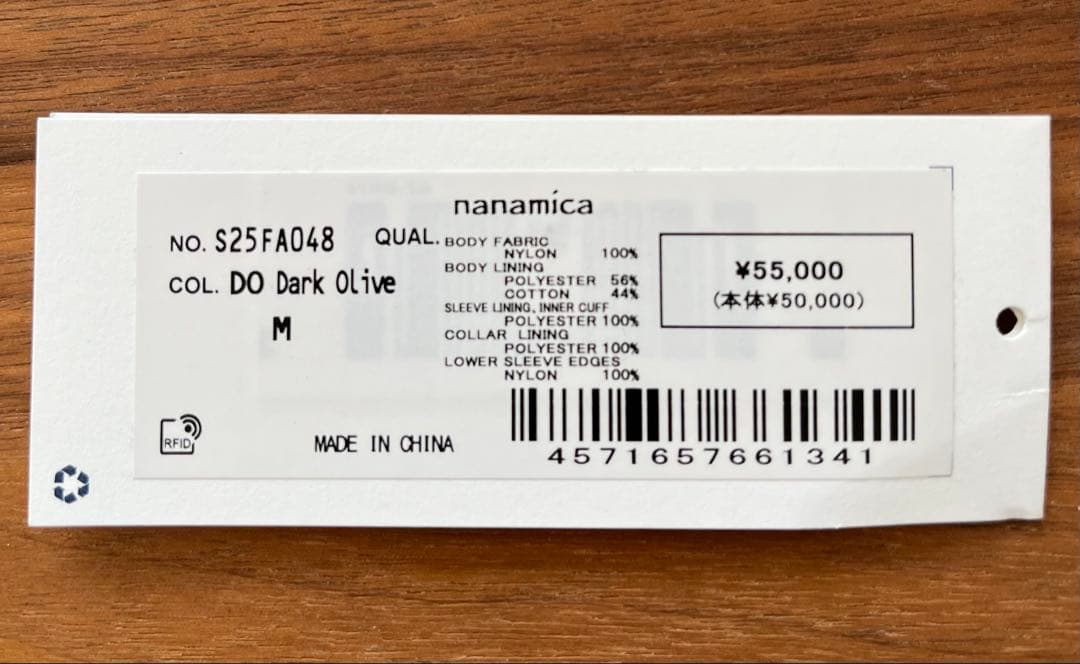 nanamica
NO. S25FA048
COL. DO Dark Olive
M
QUAL. BODY FABRIC
NYLON 100%
BODY LINING
POLYESTER 56%
COTTON 44%
SLEEVE LINING, INNER CUFF
POLYESTER 100%
COLLAR LINING
POLYESTER 100%
LOWER SLEEVE EDGES
NYLON 100%
¥55,000
(本体¥50,000)
RFID
MADE IN CHINA
4571657661341